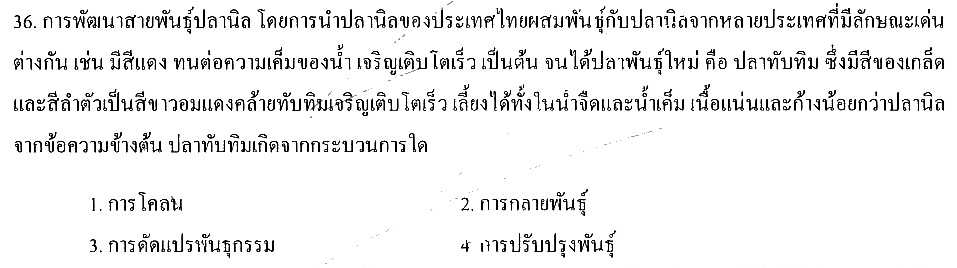 36. การพัฒนาสายพันธุ์ปลานิล โดยการนำปลานิลของประเทศไทยผสมพันธุ์กับปลานิลจากหลายประเทศที่มีลักษณะเด่น
ต่างกัน เช่น มีสีแดง ทนต่อความเค็มของน้ำ เจริญเติบโตเร็ว เป็นต้น จนได้ปลาพันธุ์ใหม่ คือ ปลาทับทิม ซึ่งมีสีของเกล็ด
และสีลำตัวเป็นสีขาวอมแดงคล้ายทับทิมเจริญเติบโตเร็ว เลี้ยงได้ทั้งในน้ำจืดและน้ำเค็ม เนื้อแน่นและก้างน้อยกว่าปลานิล
จากข้อความข้างต้น ปลาทับทิมเกิดจากกระบวนการใด
1. การโคลน 2. การกลายพันธุ์
3. การดัดแปรพันธุกรรม 4 การปรับปรุงพันธุ์